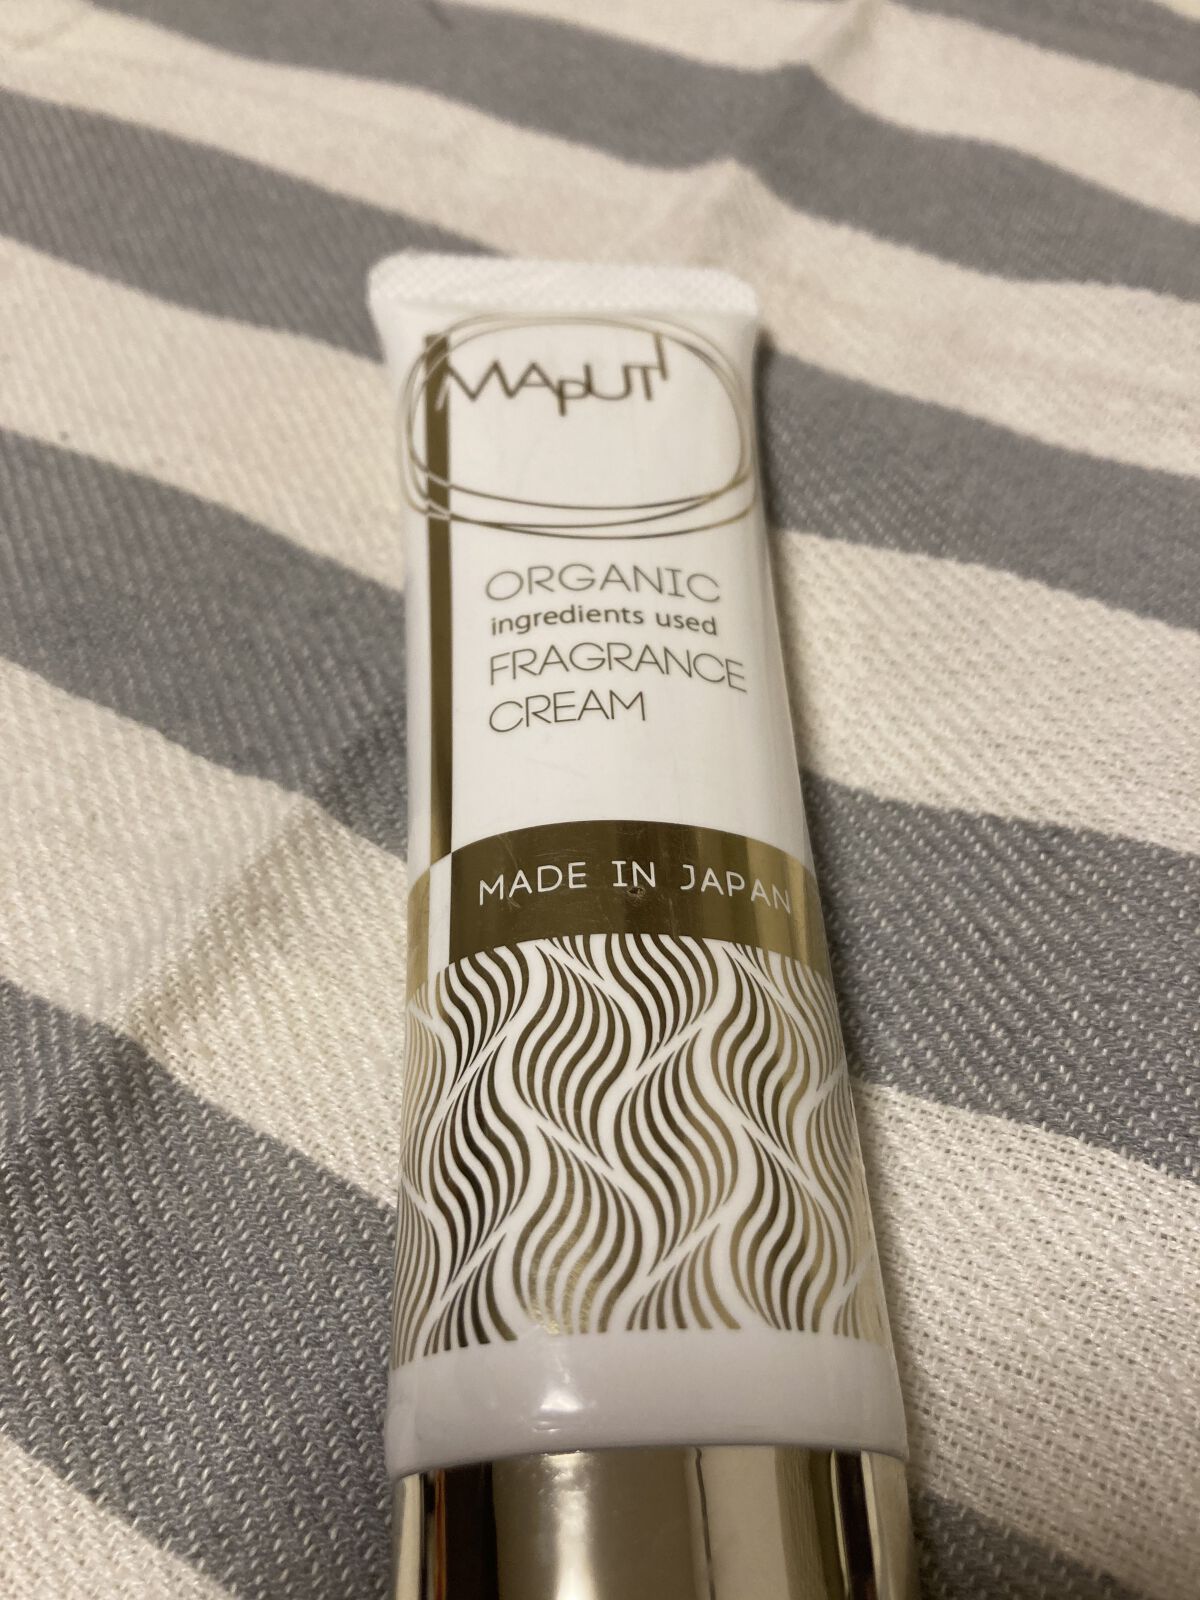 MApUTI
ORGANIC
ingredients used
FRAGRANCE
CREAM
MADE IN JAPAN